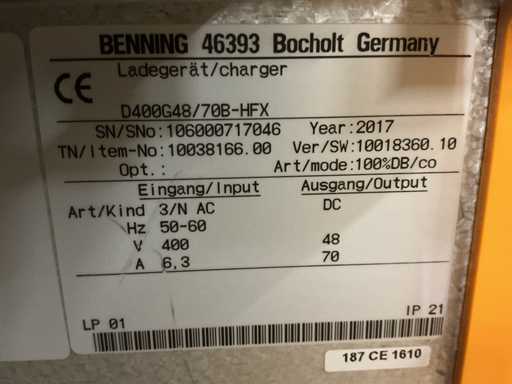 BENNING 46393 Bocholt Germany
CE
Ladegerät/charger
D400G48/70B-HFX
SN/SNo:106000717046 Year:2017
TN/Item-No:10038166.00 Ver/SW:10018360.10
Opt.: Art/mode:100%DB/co
Eingang/Input Ausgang/Output
Art/Kind 3/N AC DC
Hz 50-60
V 400 48
A 6,3 70
LP 01 IP 21
187 CE 1610